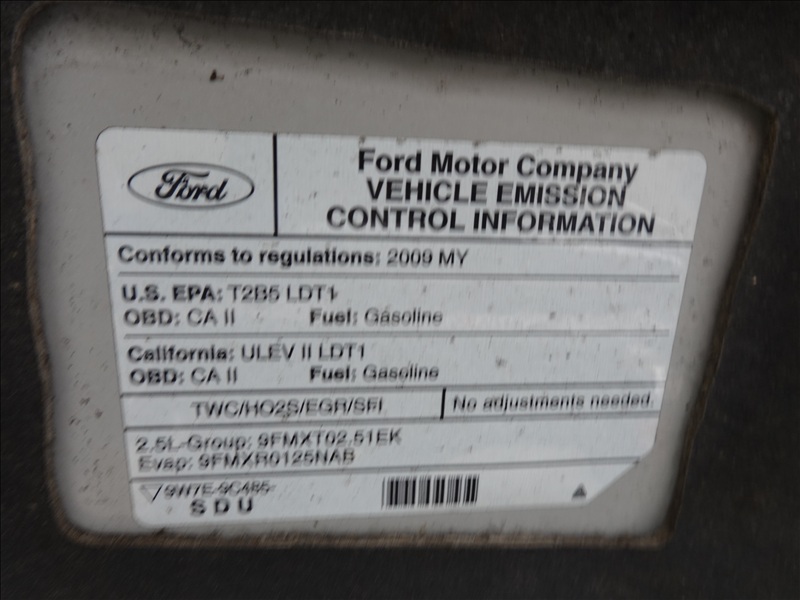 Ford
Ford Motor Company
VEHICLE EMISSION
CONTROL INFORMATION
Conforms to regulations: 2009 MY
U.S. EPA: T2B5 LDT1
OBD: CA II Fuel: Gasoline
California: ULEV II LDT1
OBD: CA II Fuel: Gasoline
TWC/HO2S/EGR/SFI No adjustments needed.
2.5L-Group: 9FMXT02.51EK
Evap: 9FMXR0125NAB
9W7E-9C485-
SDU